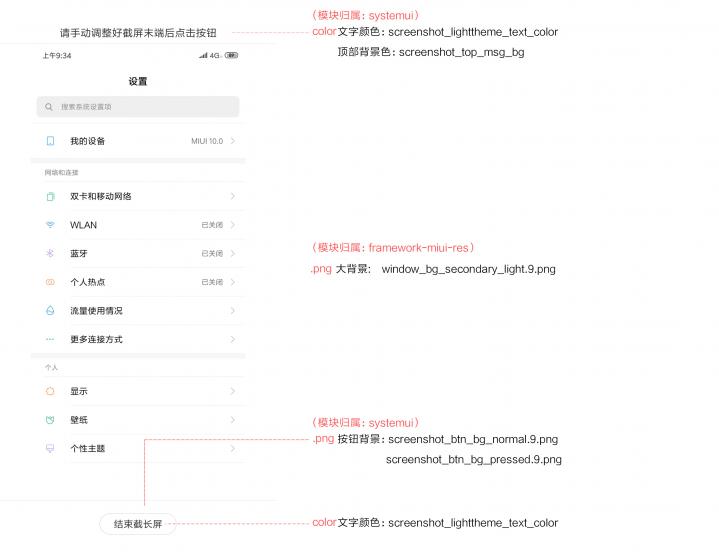 （模块归属: systemui）
请手动调整好截屏末端后点击按钮
color文字颜色: screenshot_lighttheme_text_color
顶部背景色: screenshot_top_msg_bg
上午9:34
4G
设置
搜索系统设置项
我的设备
MIUI 10.0
网络和连接
双卡和移动网络
WLAN
已关闭
蓝牙
已关闭
（模块归属: framework-miui-res）
.png 大背景: window_bg_secondary_light.9.png
个人热点
已关闭
流量使用情况
更多连接方式
个人
显示
壁纸
个性主题
（模块归属: systemui）
.png 按钮背景: screenshot_btn_bg_normal.9.png
screenshot_btn_bg_pressed.9.png
结束截长屏
color文字颜色: screenshot_lighttheme_text_color